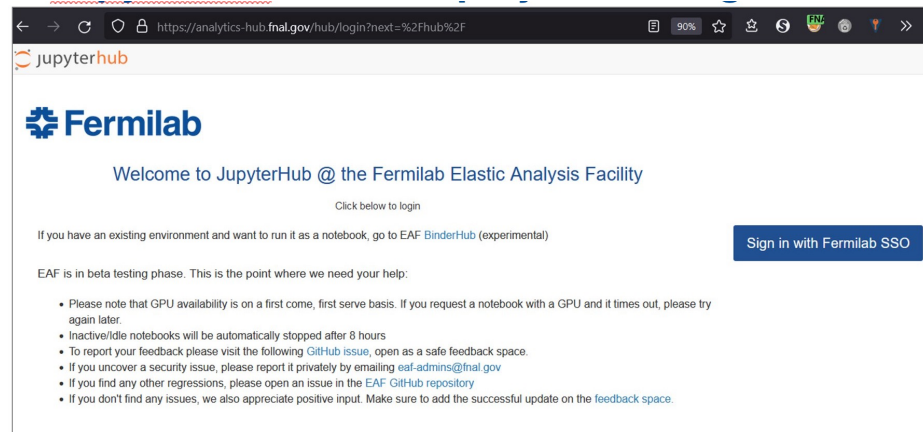 https://analytics-hub.fnal.gov/hub/login?next=%2Fhub%2F
90%
jupyterhub
Fermilab
Welcome to JupyterHub @ the Fermilab Elastic Analysis Facility
Click below to login
If you have an existing environment and want to run it as a notebook, go to EAF BinderHub (experimental)
Sign in with Fermilab SSO
EAF is in beta testing phase. This is the point where we need your help:
• Please note that GPU availability is on a first come, first serve basis. If you request a notebook with a GPU and it times out, please try
again later.
• Inactive/Idle notebooks will be automatically stopped after 8 hours
• To report your feedback please visit the following GitHub issue, open as a safe feedback space.
• If you uncover a security issue, please report it privately by emailing eaf-admins@fnal.gov
• If you find any other regressions, please open an issue in the EAF GitHub repository
• If you don't find any issues, we also appreciate positive input. Make sure to add the successful update on the feedback space.